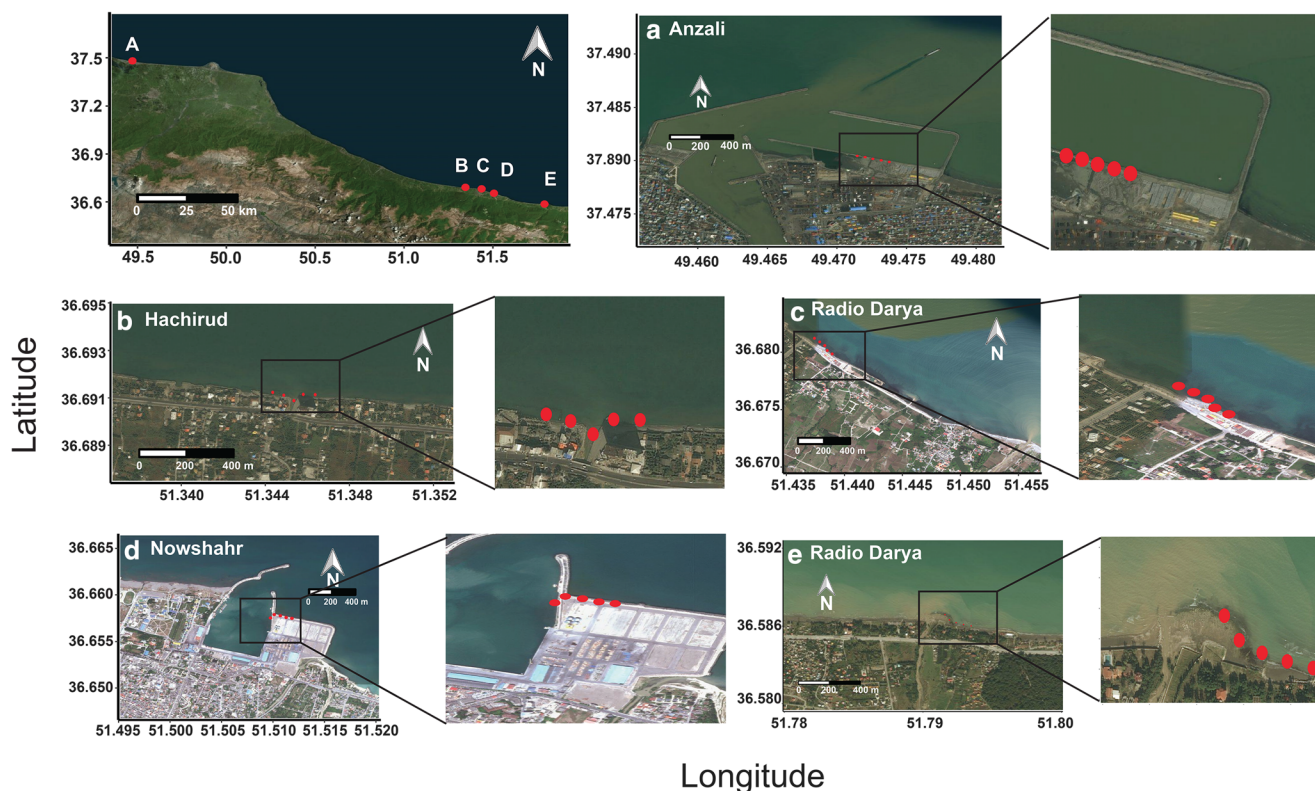 Latitude
37.5
37.2
36.9
36.6
A
B
C
D
E
N
0 25 50 km
49.5 50.0 50.5 51.0 51.5
a Anzali
37.490
37.485
37.890
37.475
N
0 200 400 m
49.460 49.465 49.470 49.475 49.480
b Hachirud
36.695
36.693
36.691
36.689
N
0 200 400 m
51.340 51.344 51.348 51.352
c Radio Darya
36.680
36.675
36.670
N
0 200 400 m
51.435 51.440 51.445 51.450 51.455
d Nowshahr
36.665
36.660
36.655
36.650
N
0 200 400 m
51.495 51.500 51.505 51.510 51.515 51.520
e Radio Darya
36.592
36.586
36.580
N
0 200 400 m
51.78 51.79 51.80
Longitude